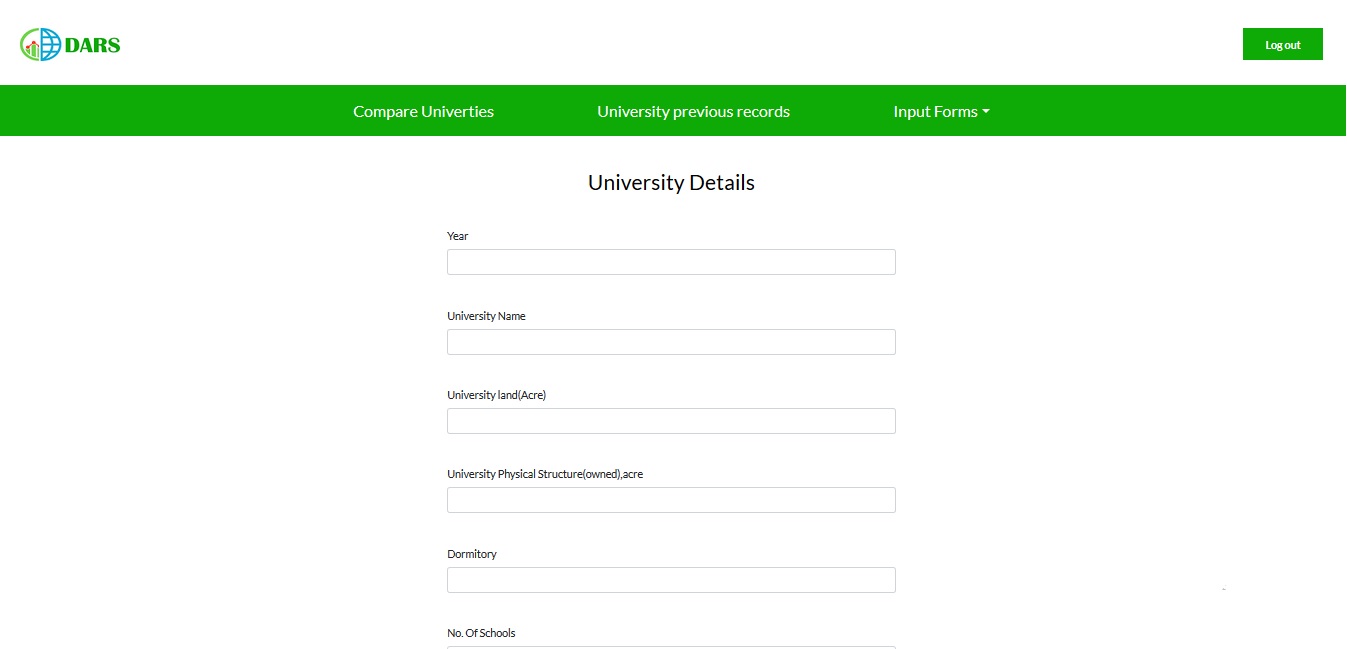 DARS
Log out
Compare Univerties
University previous records
Input Forms
University Details
Year
University Name
University land(Acre)
University Physical Structure(owned),acre
Dormitory
No. Of Schools